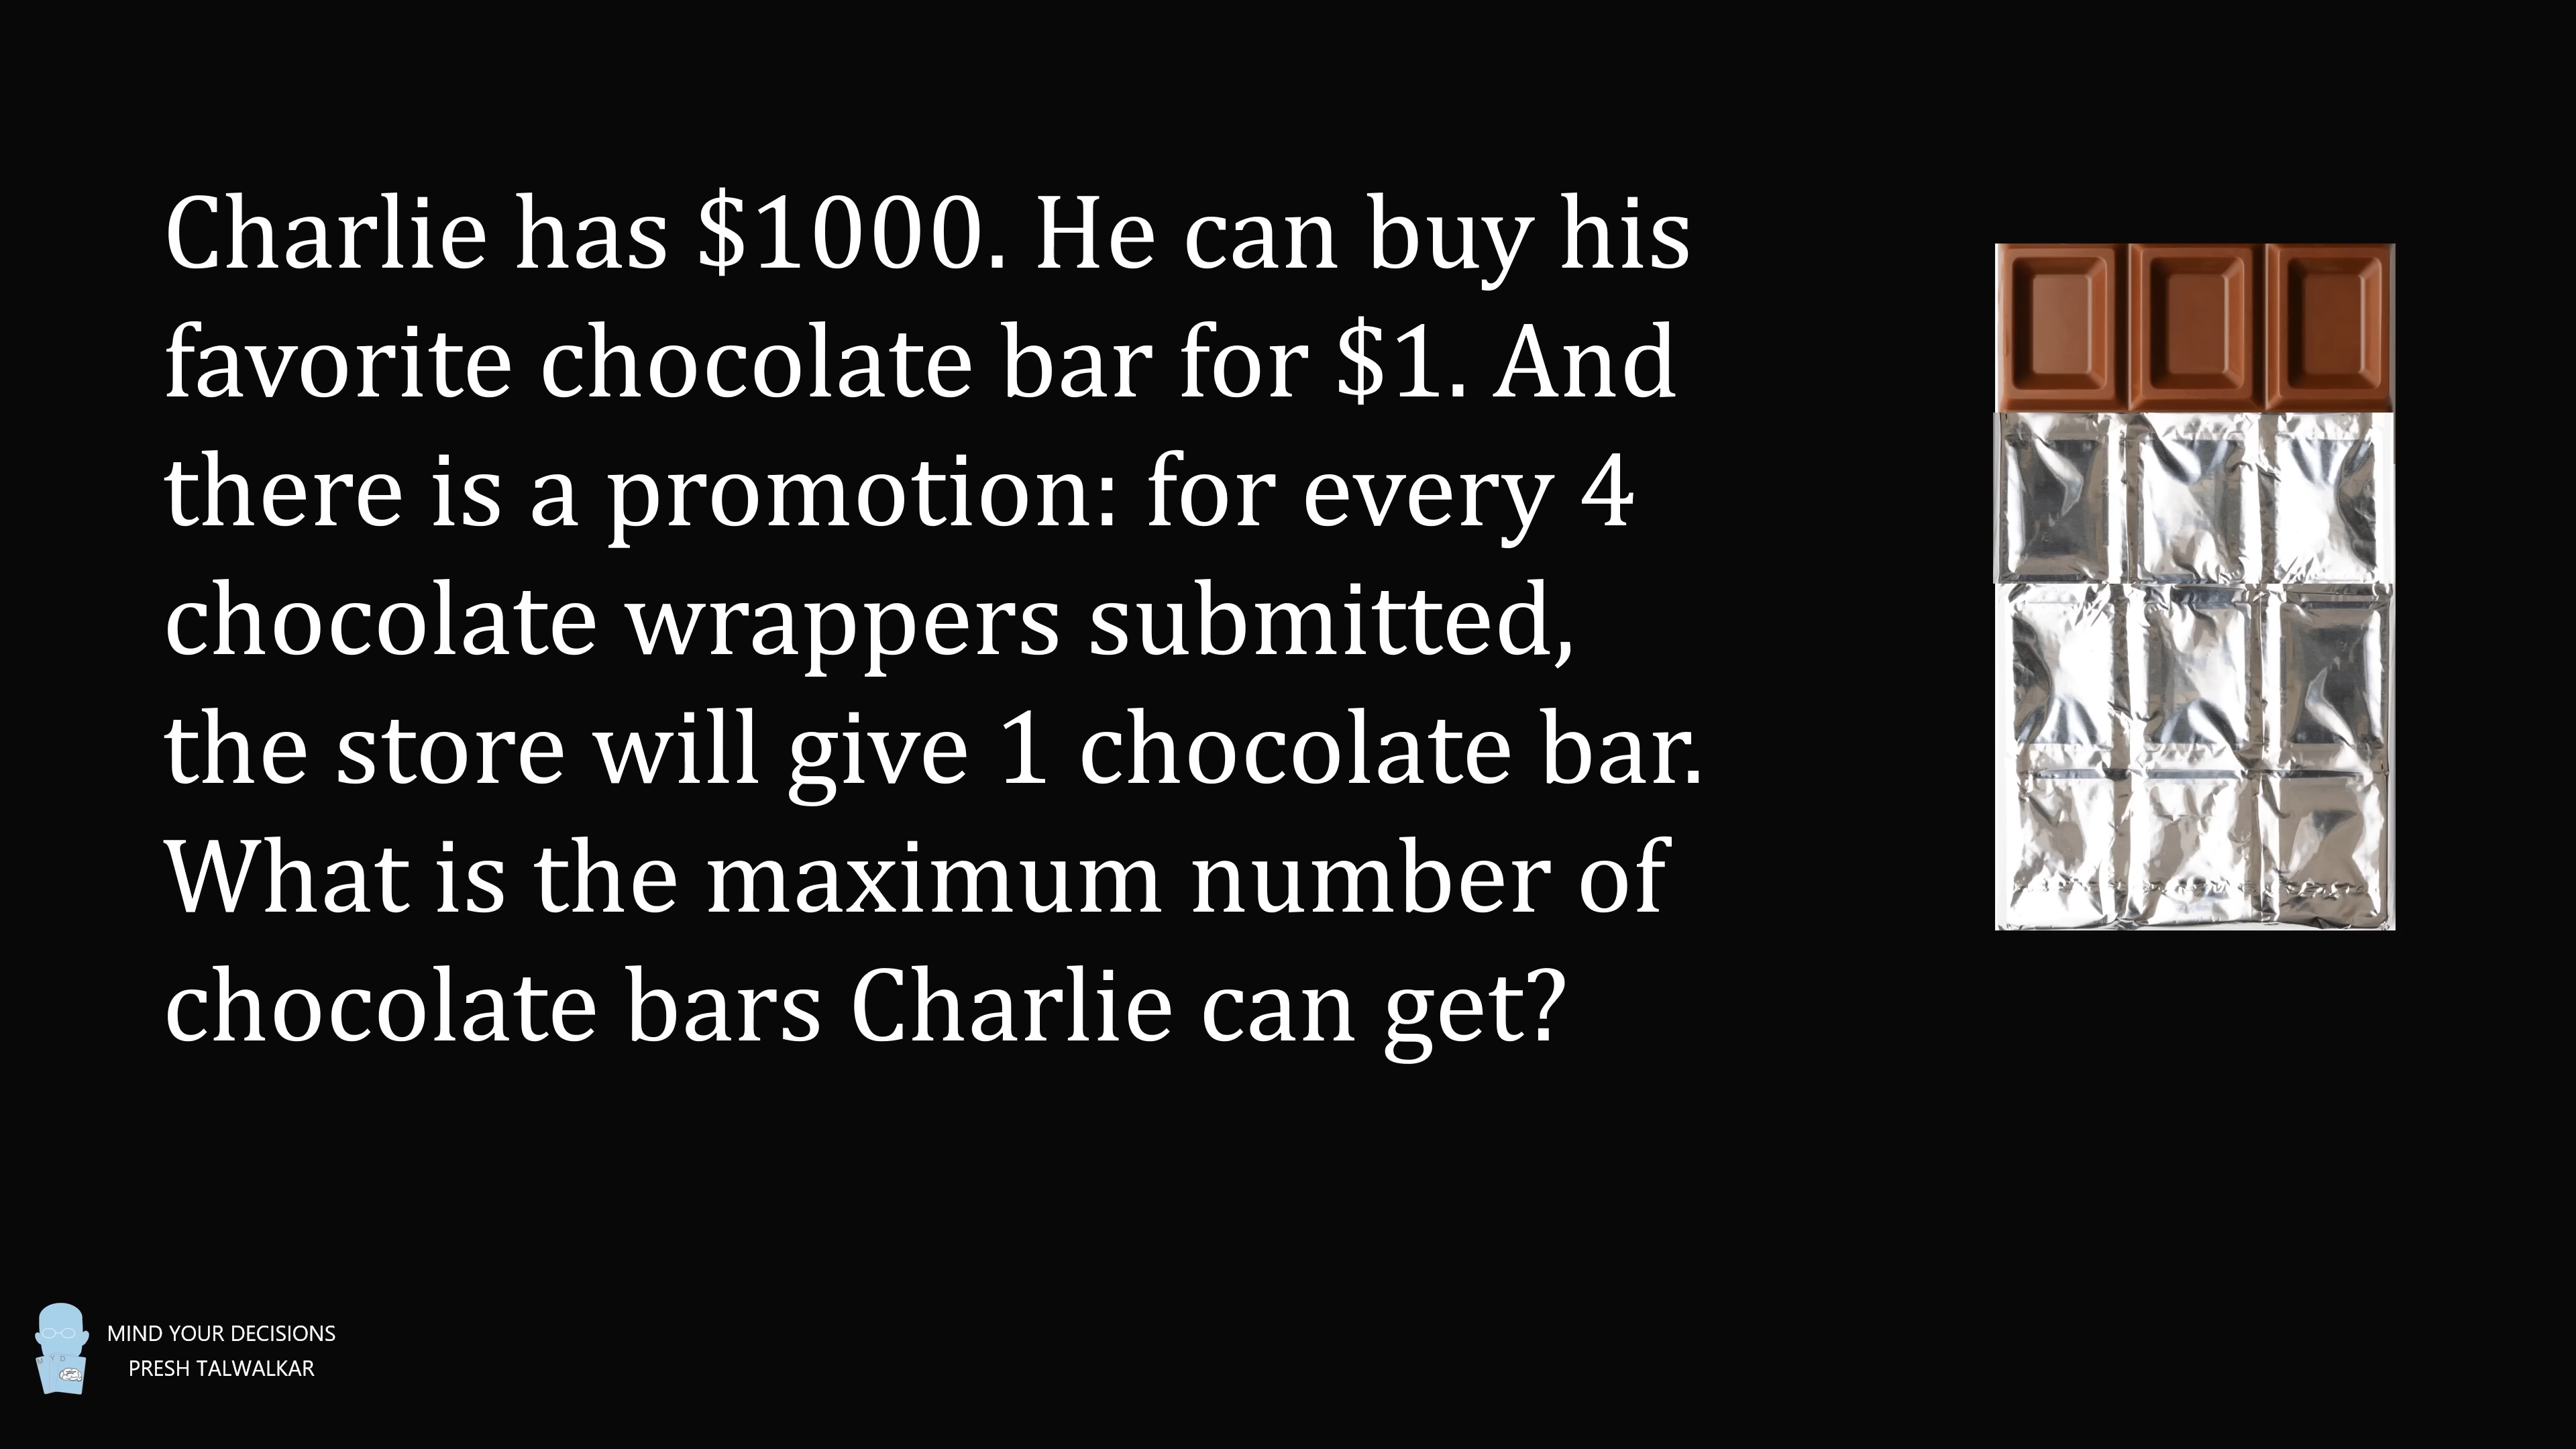 Charlie has $1000. He can buy his
favorite chocolate bar for $1. And
there is a promotion: for every 4
chocolate wrappers submitted,
the store will give 1 chocolate bar.
What is the maximum number of
chocolate bars Charlie can get?
M Y D
MIND YOUR DECISIONS
PRESH TALWALKAR